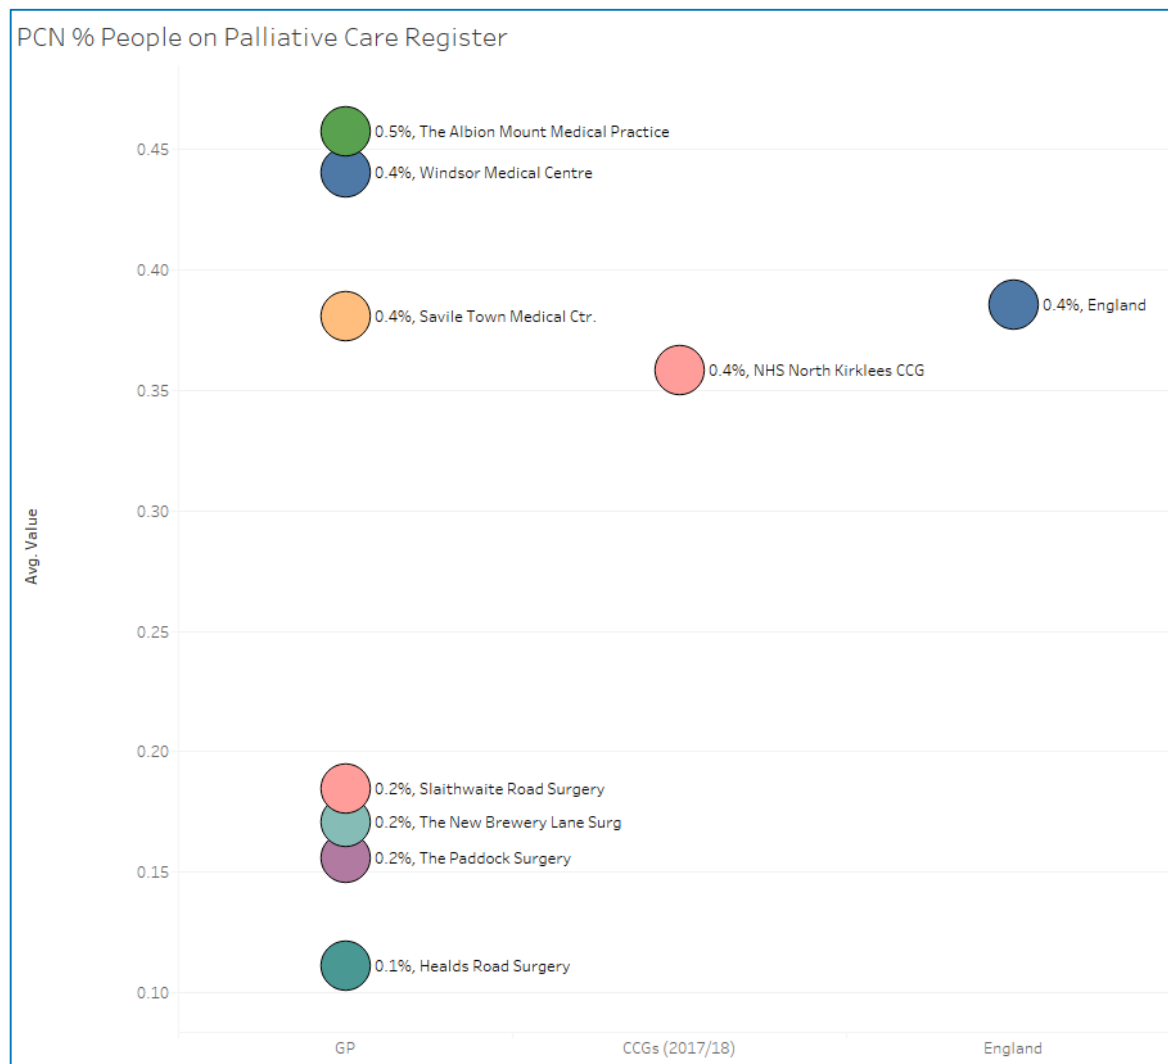 PCN % People on Palliative Care Register
0.5%, The Albion Mount Medical Practice
0.45
0.4%, Windsor Medical Centre
0.40
0.4%, Savile Town Medical Ctr.
0.4%, England
0.4%, NHS North Kirklees CCG
0.35
0.30
Avg. Value
0.25
0.20
0.2%, Slaithwaite Road Surgery
0.2%, The New Brewery Lane Surg
0.2%, The Paddock Surgery
0.15
0.1%, Healds Road Surgery
0.10
GP
CCGs (2017/18)
England